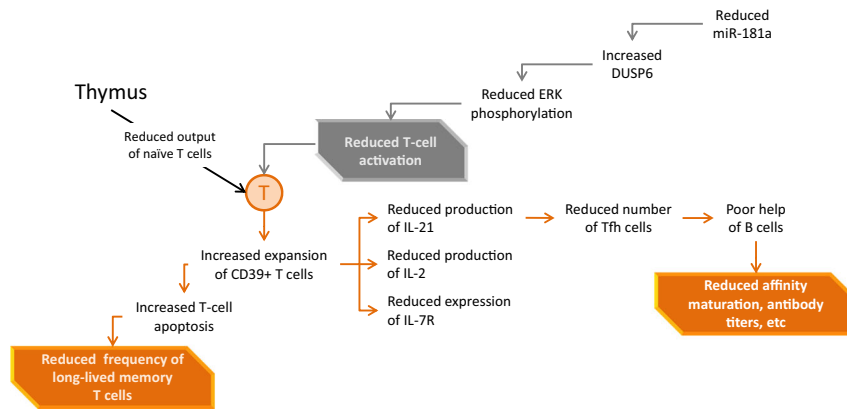 Reduced
miR-181a
Increased
DUSP6
Reduced ERK
phosphorylation
Thymus
Reduced output
of naïve T cells
Reduced T-cell
activation
T
Reduced production
of IL-21
Reduced number
of Tfh cells
Poor help
of B cells
Increased expansion
of CD39+ T cells
Reduced production
of IL-2
Reduced expression
of IL-7R
Reduced affinity
maturation, antibody
titers, etc
Increased T-cell
apoptosis
Reduced frequency of
long-lived memory
T cells